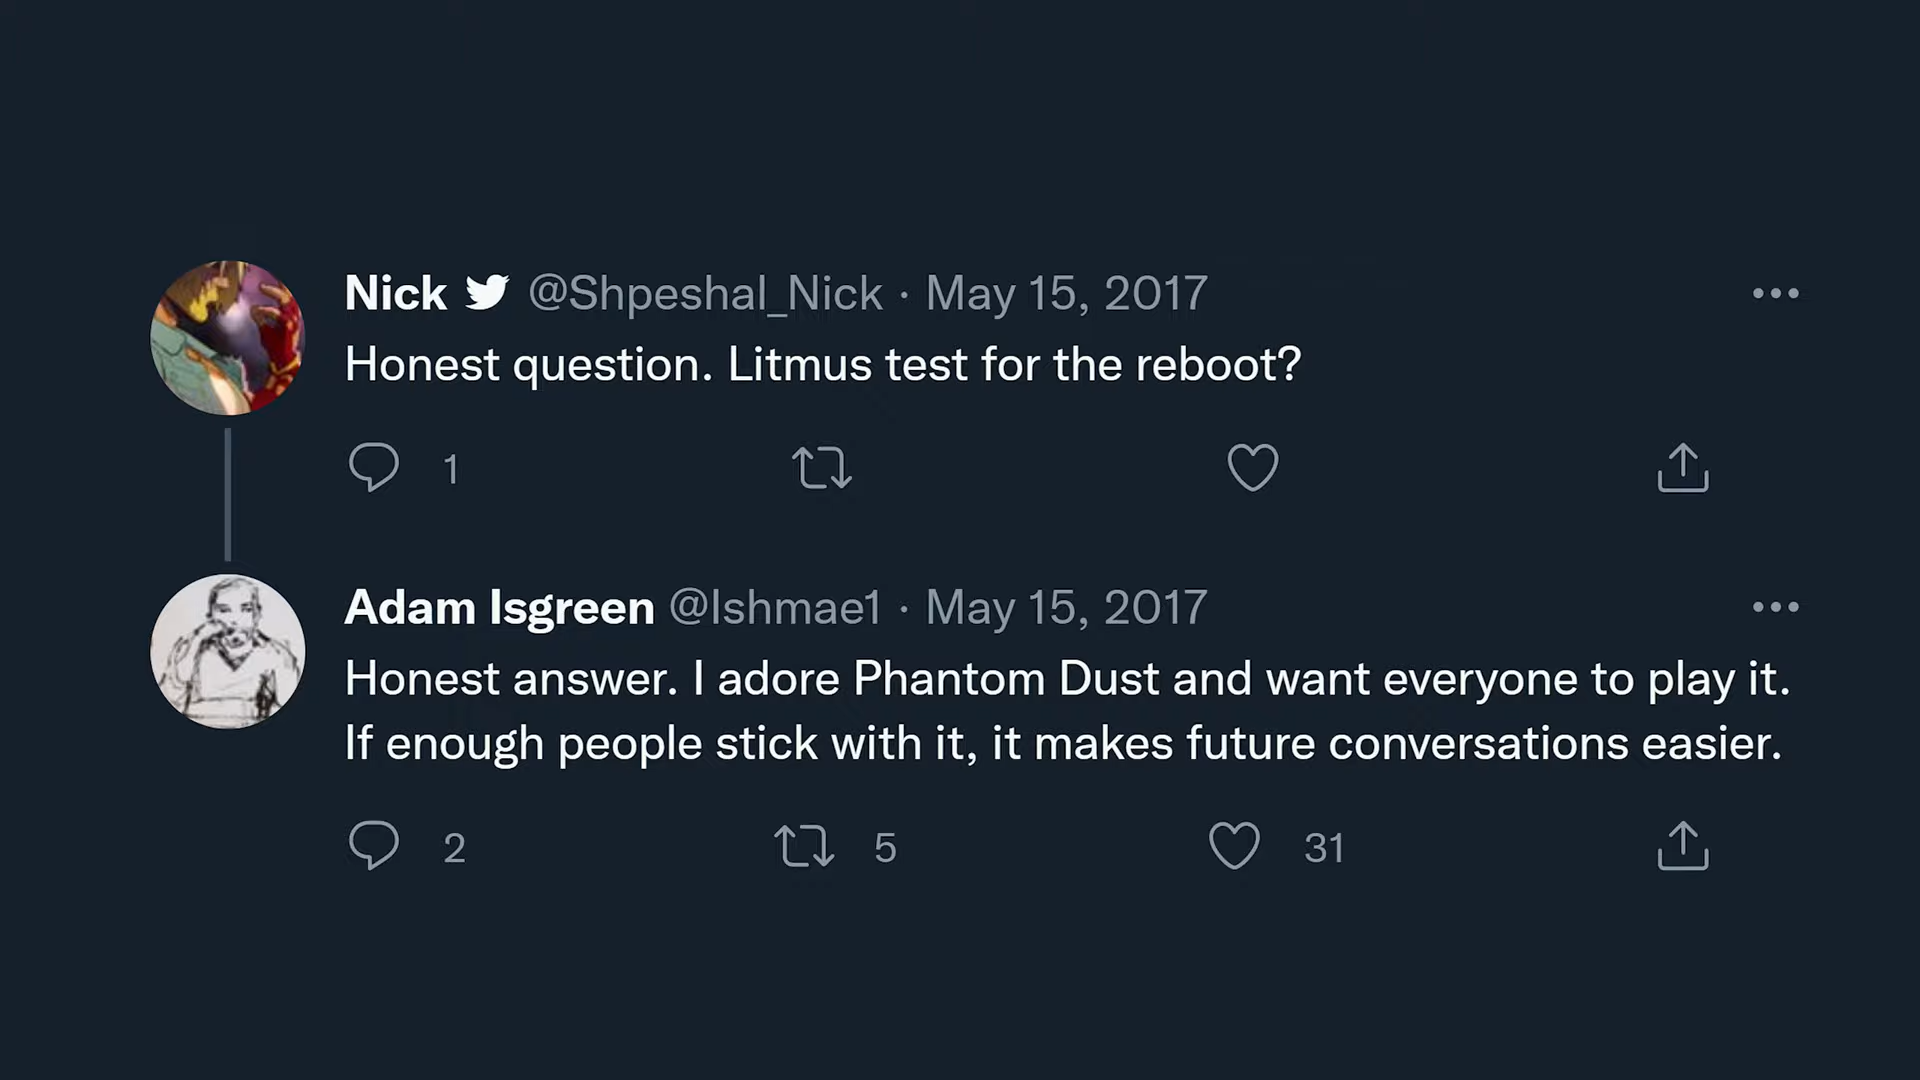 Nick @Shpeshal_Nick · May 15, 2017
Honest question. Litmus test for the reboot?
1
Adam Isgreen @Ishmae1 · May 15, 2017
Honest answer. I adore Phantom Dust and want everyone to play it.
If enough people stick with it, it makes future conversations easier.
2 5 31